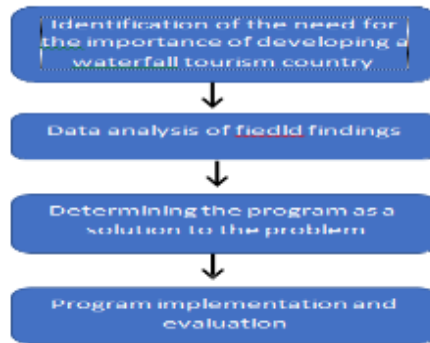 Identification of the need for
the importance of developing a
waterfall tourism country
Data analysis of fiedld findings
Determining the program as a
solution to the problem
Program implementation and
evaluation